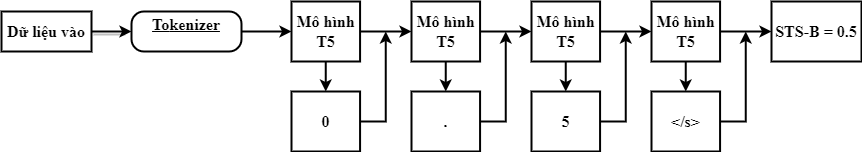 Dữ liệu vào
Tokenizer
Mô hình
T5
Mô hình
T5
Mô hình
T5
Mô hình
T5
STS-B = 0.5
0
.
5
</s>